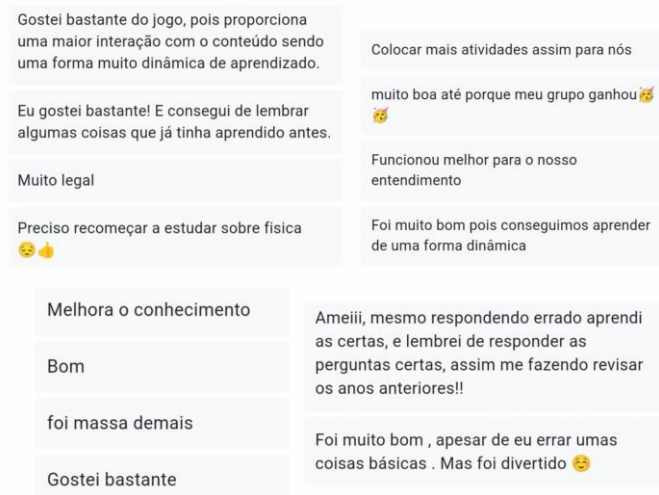 Gostei bastante do jogo, pois proporciona
uma maior interação com o conteúdo sendo
uma forma muito dinâmica de aprendizado.
Eu gostei bastante! E consegui de lembrar
algumas coisas que já tinha aprendido antes.
Muito legal
Preciso recomeçar a estudar sobre fisica
😔👍
Colocar mais atividades assim para nós
muito boa até porque meu grupo ganhou🥳
🥳
Funcionou melhor para o nosso
entendimento
Foi muito bom pois conseguimos aprender
de uma forma dinâmica
Melhora o conhecimento
Bom
foi massa demais
Gostei bastante
Ameiii, mesmo respondendo errado aprendi
as certas, e lembrei de responder as
perguntas certas, assim me fazendo revisar
os anos anteriores!!
Foi muito bom , apesar de eu errar umas
coisas básicas . Mas foi divertido ☺️